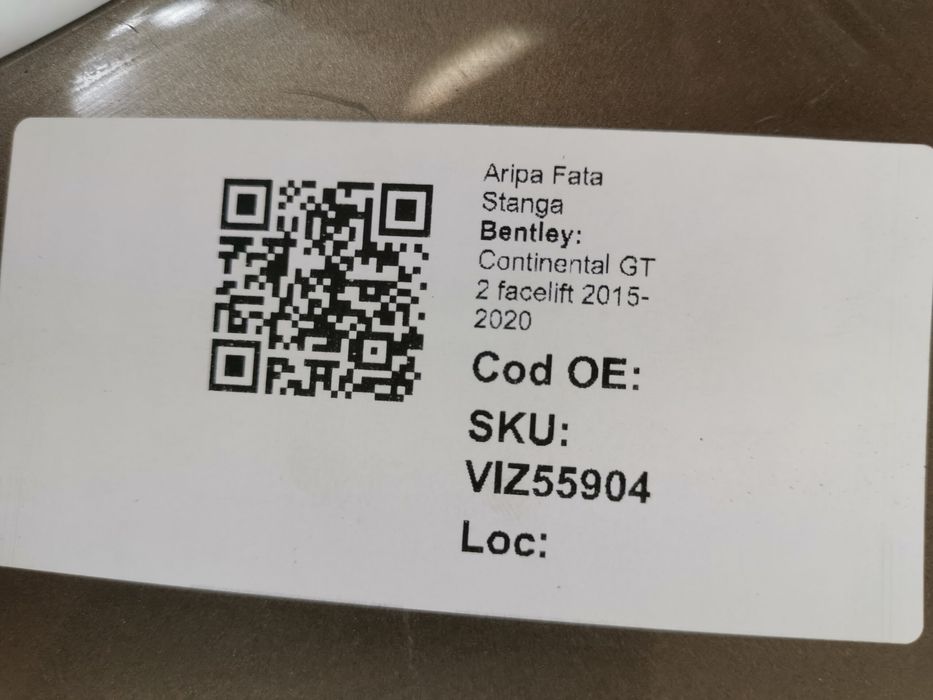 Aripa Fata
Stanga
Bentley:
Continental GT
2 facelift 2015-
2020
Cod OE:
SKU:
VIZ55904
Loc: